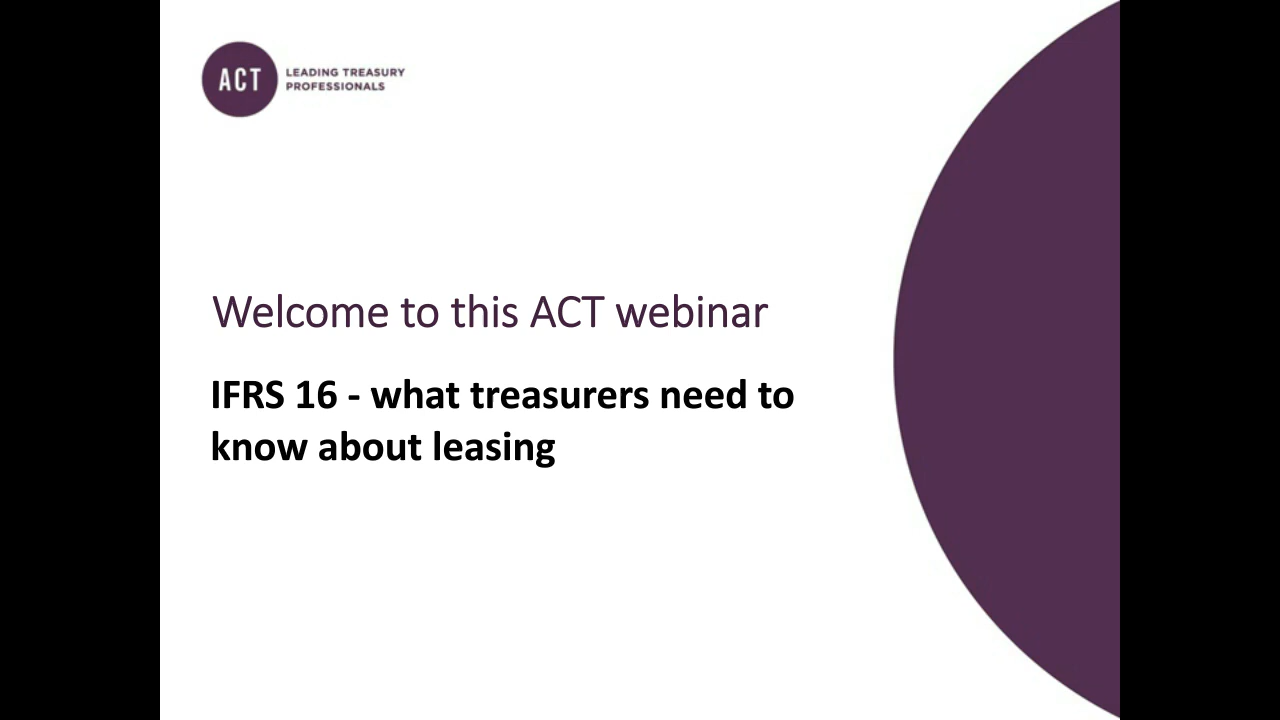 ACT
LEADING TREASURY
PROFESSIONALS
Welcome to this ACT webinar
IFRS 16 - what treasurers need to
know about leasing